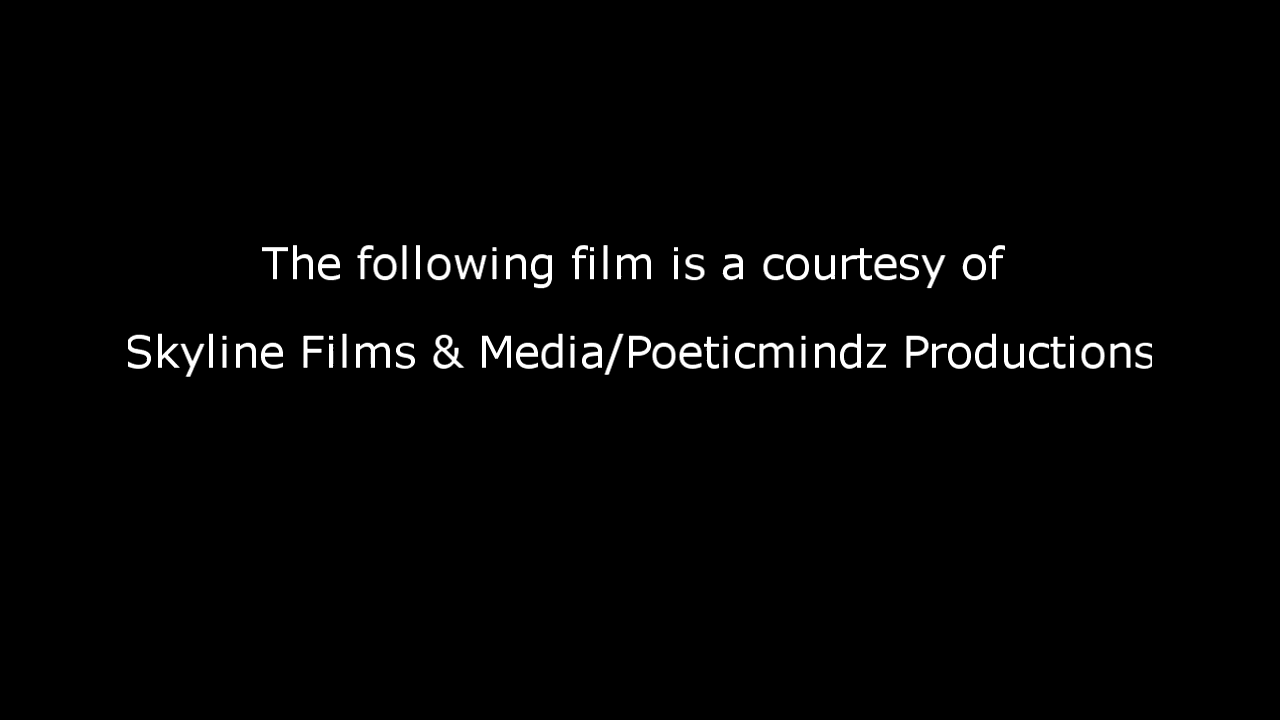 The following film is a courtesy of
Skyline Films & Media/Poeticmindz Productions